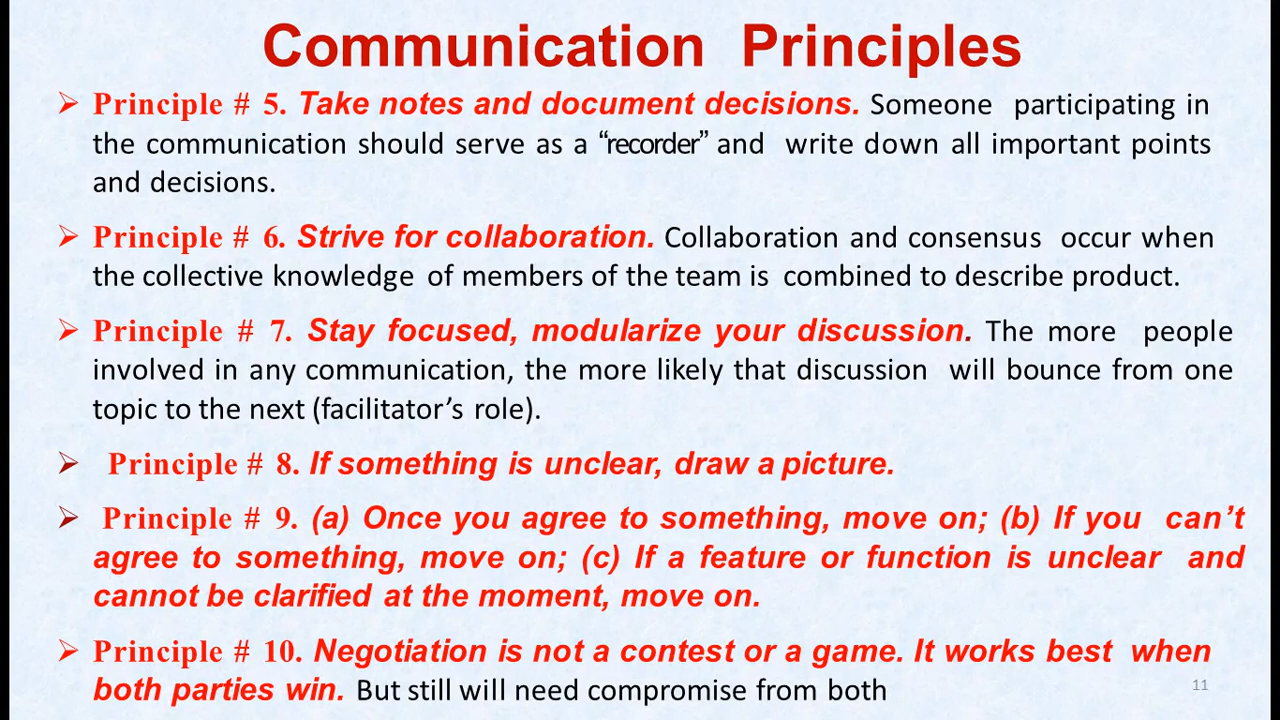 Communication Principles
➢ Principle # 5. Take notes and document decisions. Someone participating in
the communication should serve as a “recorder” and write down all important points
and decisions.
➢ Principle # 6. Strive for collaboration. Collaboration and consensus occur when
the collective knowledge of members of the team is combined to describe product.
➢ Principle # 7. Stay focused, modularize your discussion. The more people
involved in any communication, the more likely that discussion will bounce from one
topic to the next (facilitator’s role).
➢ Principle # 8. If something is unclear, draw a picture.
➢ Principle # 9. (a) Once you agree to something, move on; (b) If you can’t
agree to something, move on; (c) If a feature or function is unclear and
cannot be clarified at the moment, move on.
➢ Principle # 10. Negotiation is not a contest or a game. It works best when
both parties win. But still will need compromise from both
11